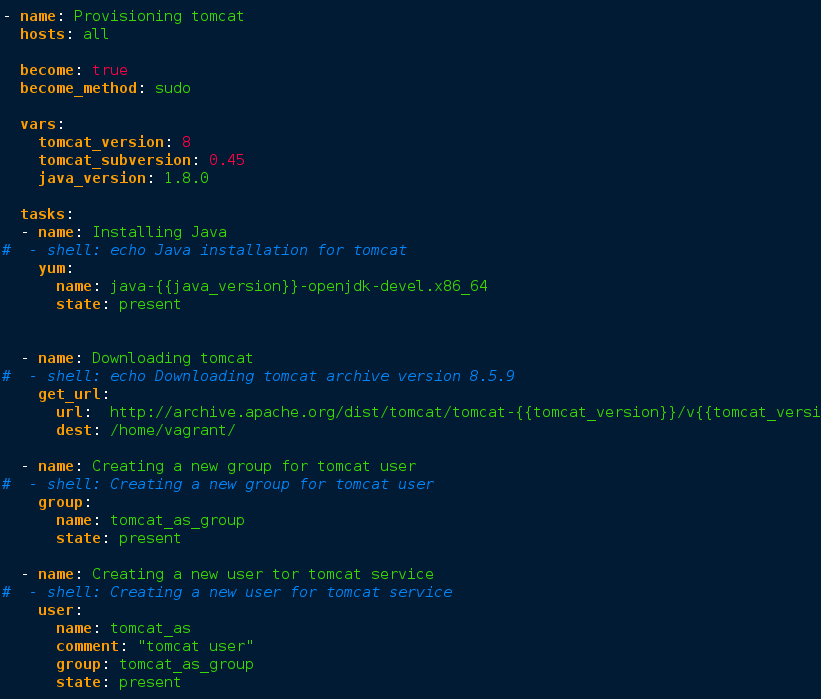 - name: Provisioning tomcat
  hosts: all
  become: true
  become_method: sudo
  vars:
    tomcat_version: 8
    tomcat_subversion: 0.45
    java_version: 1.8.0
  tasks:
  - name: Installing Java
#  - shell: echo Java installation for tomcat
    yum:
      name: java-{{java_version}}-openjdk-devel.x86_64
      state: present
  - name: Downloading tomcat
#  - shell: echo Downloading tomcat archive version 8.5.9
    get_url:
      url:  http://archive.apache.org/dist/tomcat/tomcat-{{tomcat_version}}/v{{tomcat_versi
      dest: /home/vagrant/
  - name: Creating a new group for tomcat user
#  - shell: Creating a new group for tomcat user
    group:
      name: tomcat_as_group
      state: present
  - name: Creating a new user tor tomcat service
#  - shell: Creating a new user for tomcat service
    user:
      name: tomcat_as
      comment: "tomcat user"
      group: tomcat_as_group
      state: present